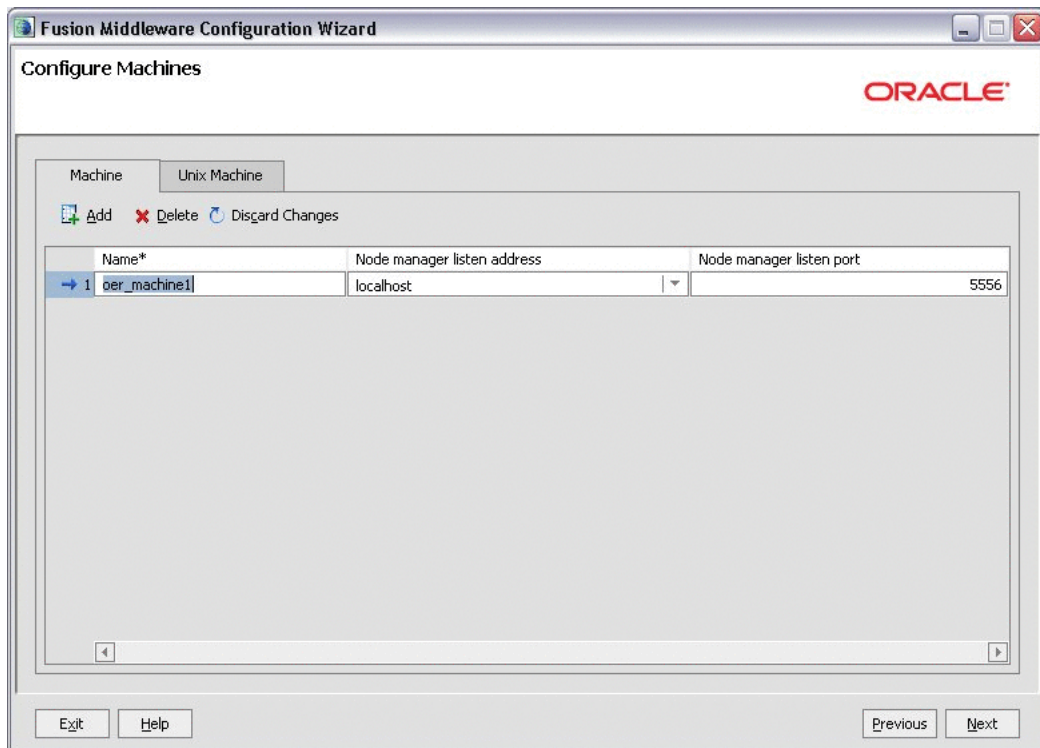 Fusion Middleware Configuration Wizard
Configure Machines
ORACLE
Machine Unix Machine
Add Delete Discard Changes
Name* Node manager listen address Node manager listen port
1 oer_machine1 localhost 5556
Exit Help Previous Next